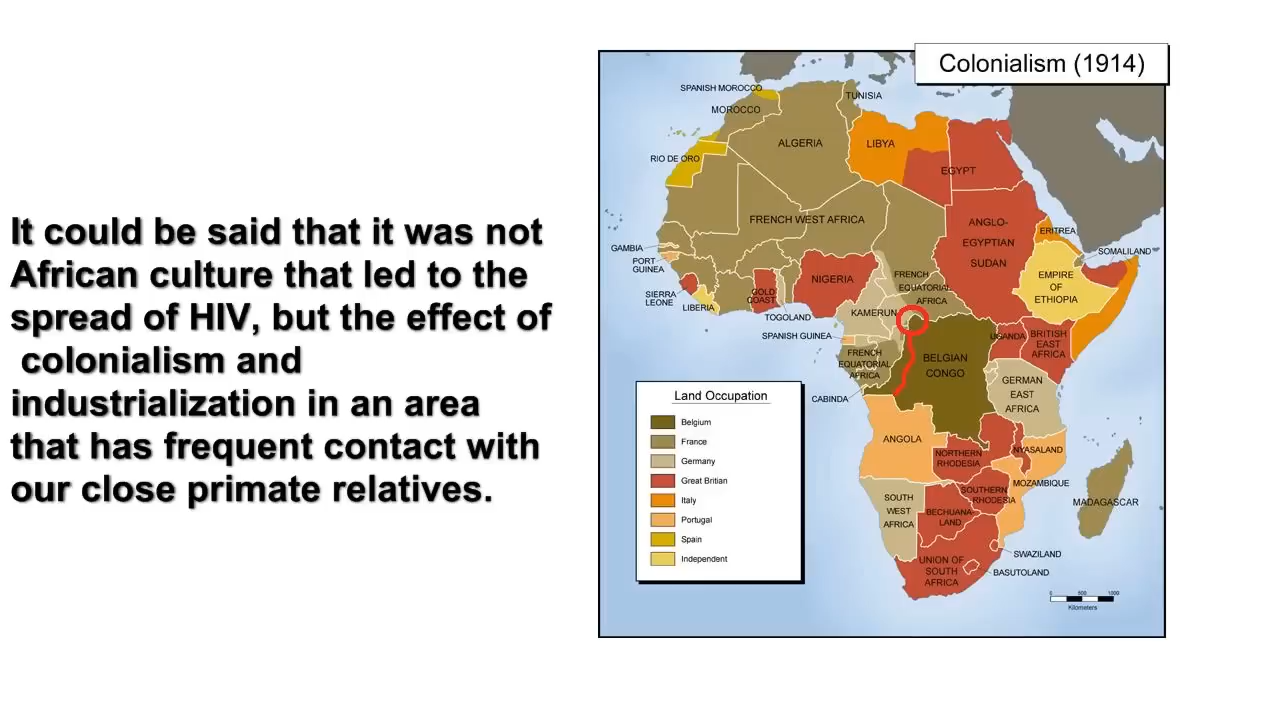 It could be said that it was not
African culture that led to the
spread of HIV, but the effect of
colonialism and
industrialization in an area
that has frequent contact with
our close primate relatives.
Colonialism (1914)
SPANISH MOROCCO
TUNISIA
MOROCCO
ALGERIA
LIBYA
EGYPT
RIO DE ORO
FRENCH WEST AFRICA
ANGLO-
EGYPTIAN
SUDAN
ERITREA
SOMALILAND
GAMBIA
PORT
GUINEA
SIERRA
LEONE
LIBERIA
GOLD
COAST
TOGOLAND
NIGERIA
FRENCH
EQUATORIAL
AFRICA
EMPIRE
OF
ETHIOPIA
KAMERUN
SPANISH GUINEA
FRENCH
EQUATORIAL
AFRICA
CABINDA
BELGIAN
CONGO
UGANDA
BRITISH
EAST
AFRICA
GERMAN
EAST
AFRICA
ANGOLA
NORTHERN
RHODESIA
NYASALAND
MOZAMBIQUE
SOUTHERN
RHODESIA
MADAGASCAR
SOUTH
WEST
AFRICA
BECHUANA-
LAND
SWAZILAND
BASUTOLAND
UNION OF
SOUTH
AFRICA
Land Occupation
Belgium
France
Germany
Great Britian
Italy
Portugal
Spain
Independent
0 500 1000
Kilometers